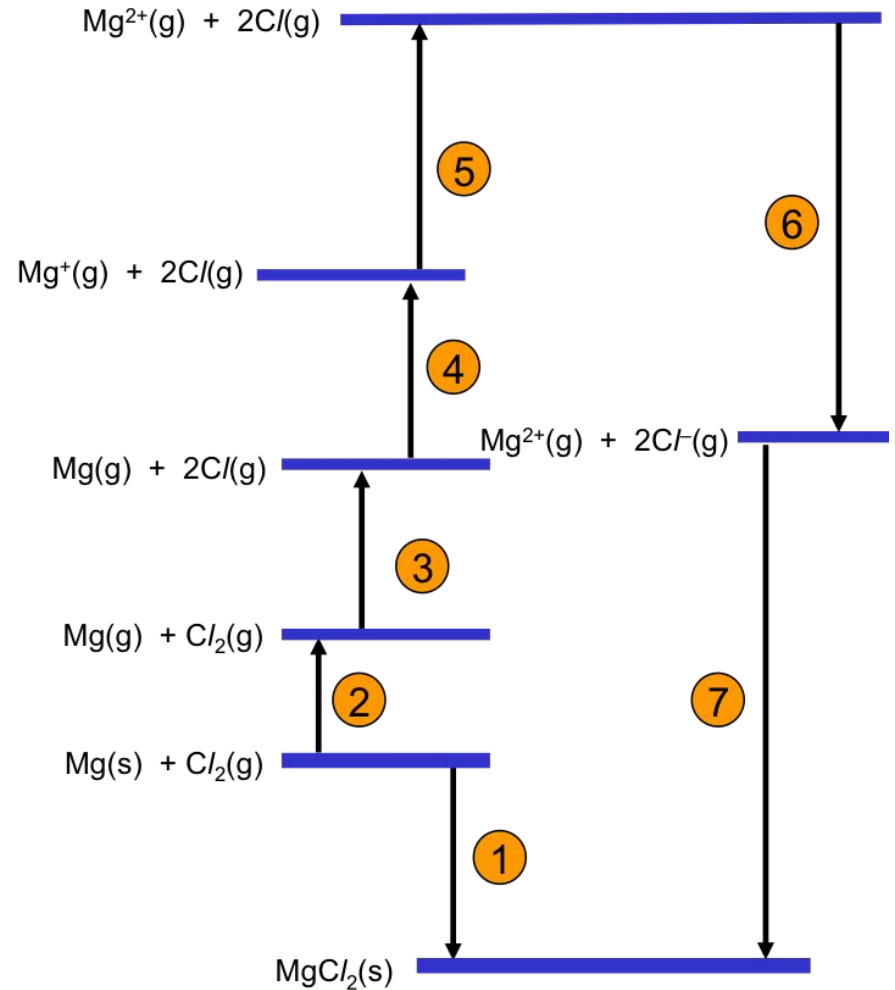 Mg²⁺(g) + 2Cl(g)
5
6
Mg⁺(g) + 2Cl(g)
4
Mg²⁺(g) + 2Cl⁻(g)
Mg(g) + 2Cl(g)
3
Mg(g) + Cl₂(g)
2
7
Mg(s) + Cl₂(g)
1
MgCl₂(s)